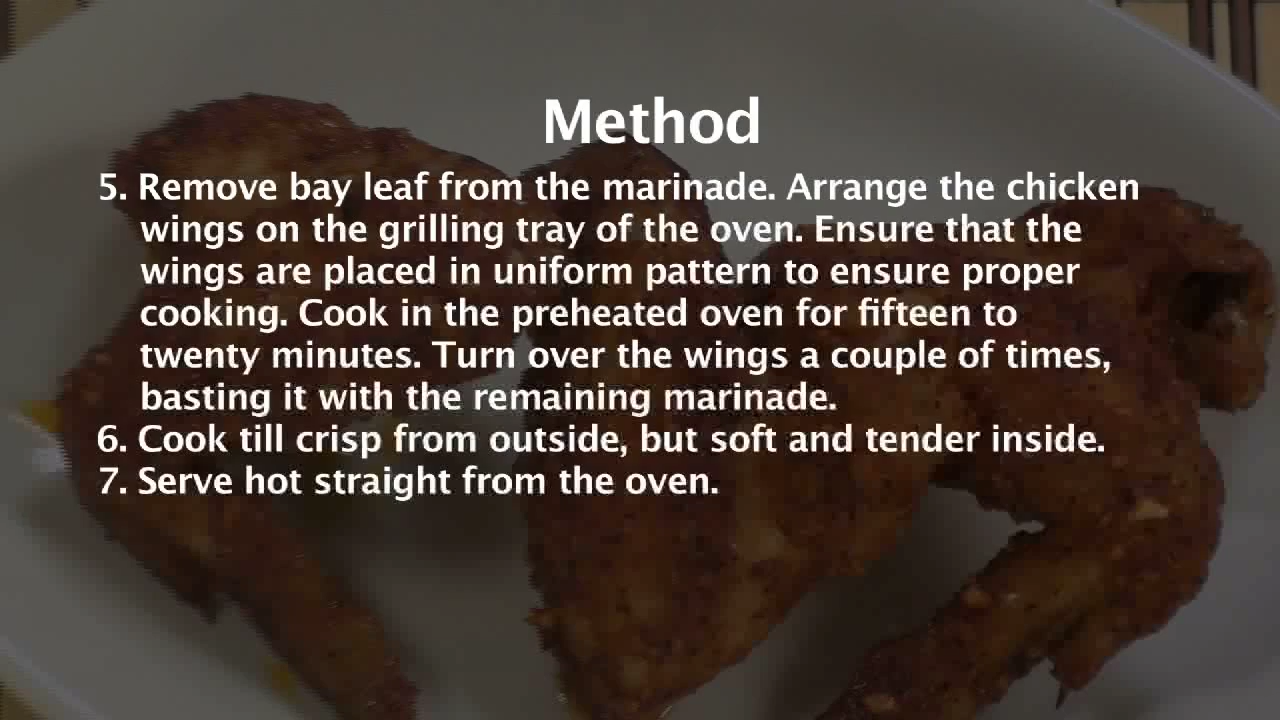 Method
5. Remove bay leaf from the marinade. Arrange the chicken
wings on the grilling tray of the oven. Ensure that the
wings are placed in uniform pattern to ensure proper
cooking. Cook in the preheated oven for fifteen to
twenty minutes. Turn over the wings a couple of times,
basting it with the remaining marinade.
6. Cook till crisp from outside, but soft and tender inside.
7. Serve hot straight from the oven.